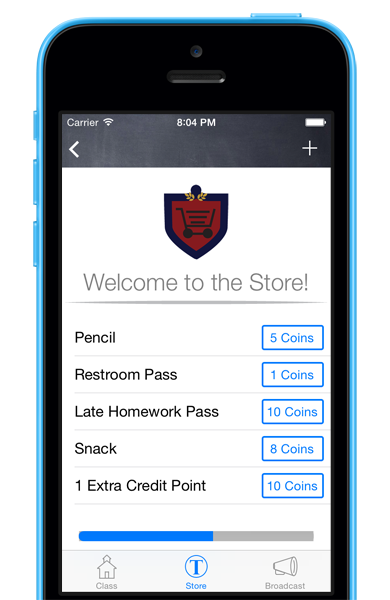 Carrier 8:04 PM
Welcome to the Store!
Pencil 5 Coins
Restroom Pass 1 Coins
Late Homework Pass 10 Coins
Snack 8 Coins
1 Extra Credit Point 10 Coins
T
Class Store Broadcast